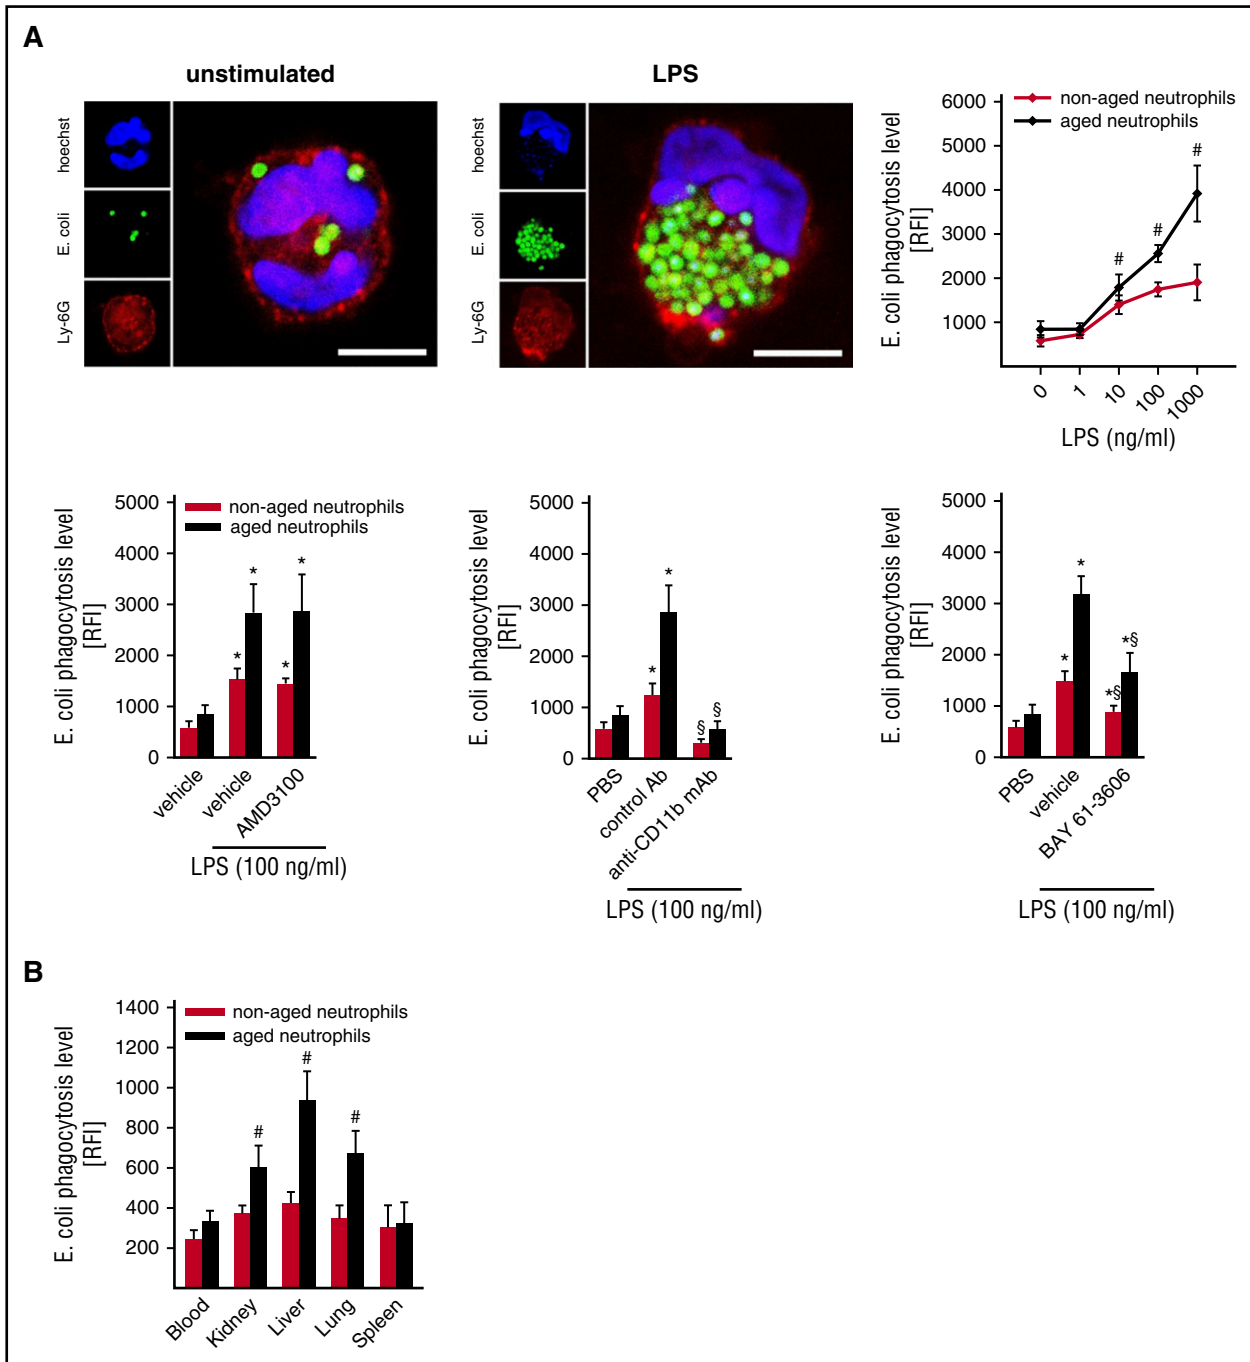 A
unstimulated
hoechst
E. coli
Ly-6G
LPS
hoechst
E. coli
Ly-6G
non-aged neutrophils
aged neutrophils
E. coli phagocytosis level
[RFI]
6000
5000
4000
3000
2000
1000
#
#
#
0
1
10
100
1000
LPS (ng/ml)
non-aged neutrophils
aged neutrophils
E. coli phagocytosis level
[RFI]
5000
4000
3000
2000
1000
0
*
*
*
*
vehicle
vehicle
AMD3100
LPS (100 ng/ml)
E. coli phagocytosis level
[RFI]
5000
4000
3000
2000
1000
0
*
*
§
§
PBS
control Ab
anti-CD11b mAb
LPS (100 ng/ml)
E. coli phagocytosis level
[RFI]
5000
4000
3000
2000
1000
0
*
*
*§
*§
PBS
vehicle
BAY 61-3606
LPS (100 ng/ml)
B
non-aged neutrophils
aged neutrophils
E. coli phagocytosis level
[RFI]
1400
1200
1000
800
600
400
200
#
#
#
Blood
Kidney
Liver
Lung
Spleen